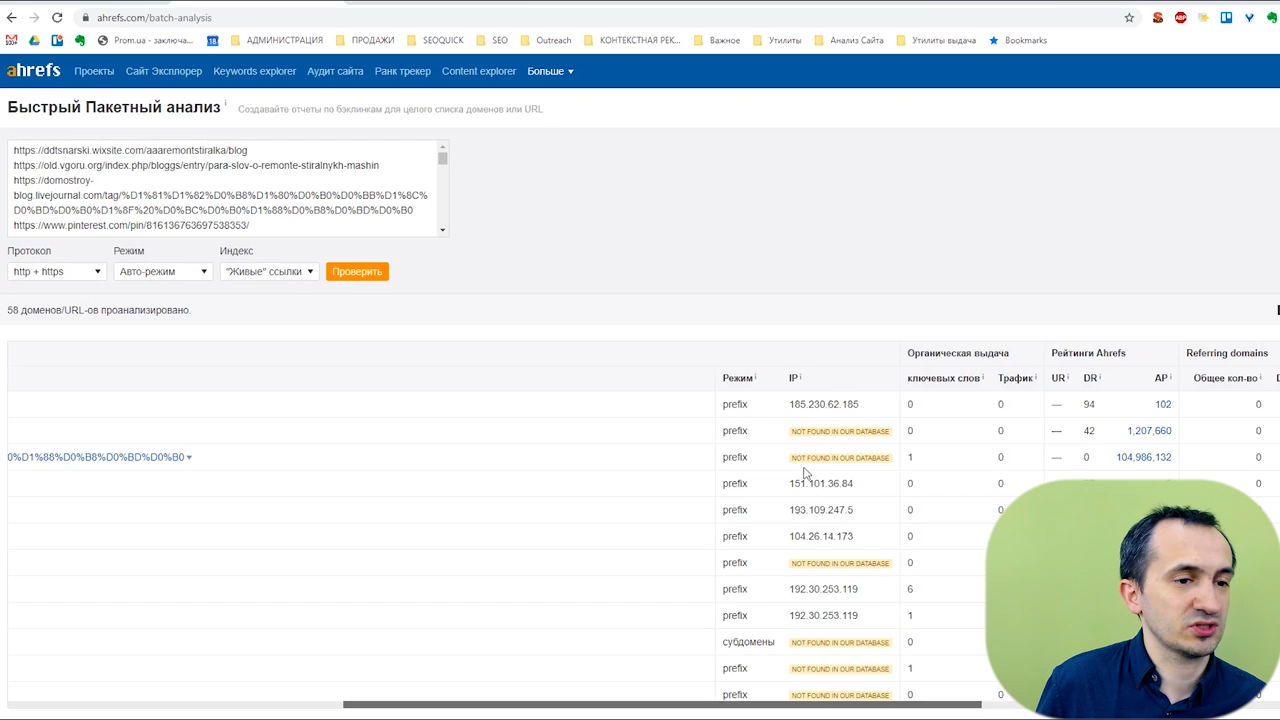 ahrefs.com/batch-analysis
Prom.ua - заключа...
АДМИНИСТРАЦИЯ
ПРОДАЖИ
SEOQUICK
SEO
Outreach
КОНТЕКСТНАЯ РЕК...
Важное
Утилиты
Анализ Сайта
Утилиты выдача
Bookmarks
ahrefs
Проекты
Сайт Эксплорер
Keywords explorer
Аудит сайта
Ранк трекер
Content explorer
Больше
Быстрый Пакетный анализ
Создавайте отчеты по бэклинкам для целого списка доменов или URL
https://ddtsnarski.wixsite.com/aaaremontstiralka/blog
https://old.vgoru.org/index.php/bloggs/entry/para-slov-o-remonte-stiralnykh-mashin
https://domostroy-
blog.livejournal.com/tag/%D1%81%D1%82%D0%B8%D1%80%D0%B0%D0%BB%D1%8C%
D0%BD%D0%B0%D1%8F%20%D0%BC%D0%B0%D1%88%D0%B8%D0%BD%D0%B0
https://www.pinterest.com/pin/816136763697538353/
Протокол
Режим
Индекс
http + https
Авто-режим
"Живые" ссылки
Проверить
58 доменов/URL-ов проанализировано.
Органическая выдача
Рейтинги Ahrefs
Referring domains
Режим
IP
ключевых слов
Трафик
UR
DR
AP
Общее кол-во
prefix 185.230.62.185 0 0 — 94 102 0
prefix NOT FOUND IN OUR DATABASE 0 0 — 42 1,207,660 0
0%D1%88%D0%B8%D0%BD%D0%B0 prefix NOT FOUND IN OUR DATABASE 1 0 — 0 104,986,132 0
prefix 151.101.36.84 0 0 0
prefix 193.109.247.5 0 0
prefix 104.26.14.173 0
prefix NOT FOUND IN OUR DATABASE 0
prefix 192.30.253.119 6
prefix 192.30.253.119 1
субдомены NOT FOUND IN OUR DATABASE 0
prefix NOT FOUND IN OUR DATABASE 1
prefix NOT FOUND IN OUR DATABASE 0 0 0